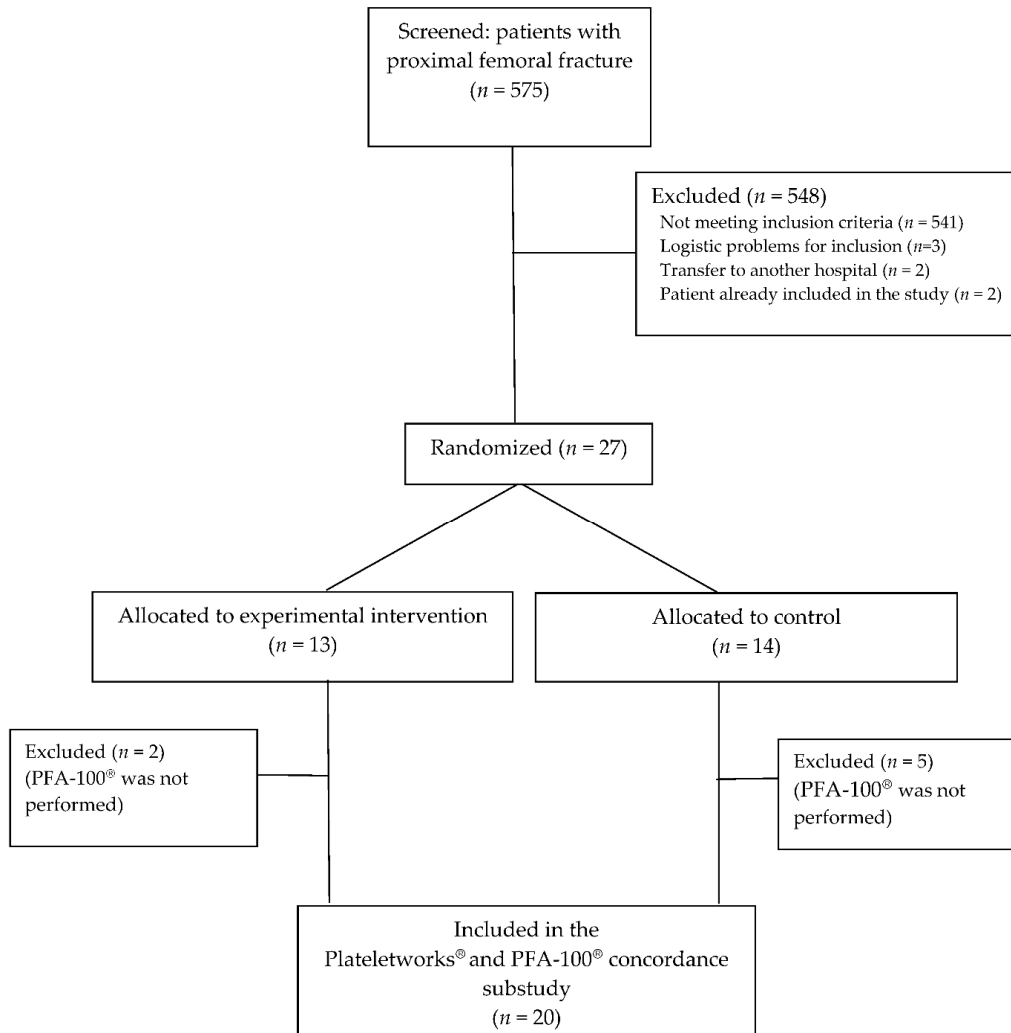 Screened: patients with
proximal femoral fracture
(n = 575)
Excluded (n = 548)
Not meeting inclusion criteria (n = 541)
Logistic problems for inclusion (n=3)
Transfer to another hospital (n = 2)
Patient already included in the study (n = 2)
Randomized (n = 27)
Allocated to experimental intervention
(n = 13)
Allocated to control
(n = 14)
Excluded (n = 2)
(PFA-100® was not
performed)
Excluded (n = 5)
(PFA-100® was not
performed)
Included in the
Plateletworks® and PFA-100® concordance
substudy
(n = 20)